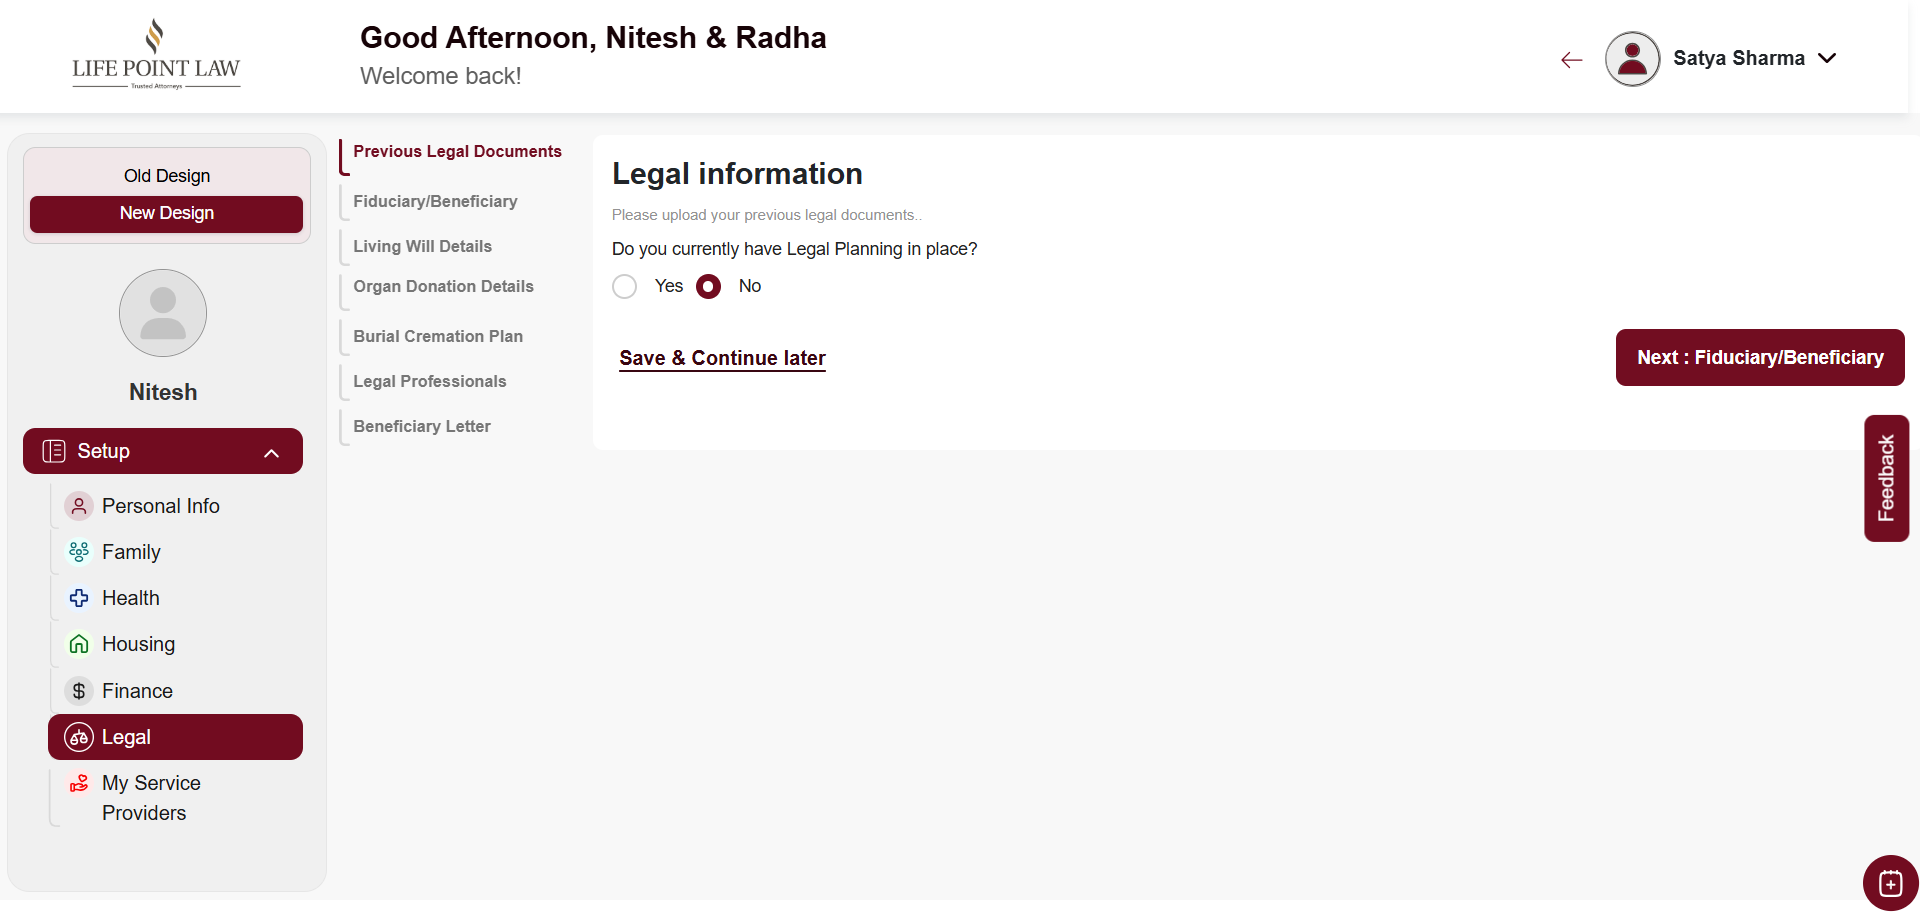 LIFE POINT LAW
Trusted Attorneys
Good Afternoon, Nitesh & Radha
Welcome back!
Satya Sharma
Old Design
New Design
Nitesh
Setup
Personal Info
Family
Health
Housing
Finance
Legal
My Service
Providers
Previous Legal Documents
Fiduciary/Beneficiary
Living Will Details
Organ Donation Details
Burial Cremation Plan
Legal Professionals
Beneficiary Letter
Legal information
Please upload your previous legal documents..
Do you currently have Legal Planning in place?
Yes No
Save & Continue later
Next : Fiduciary/Beneficiary
Feedback